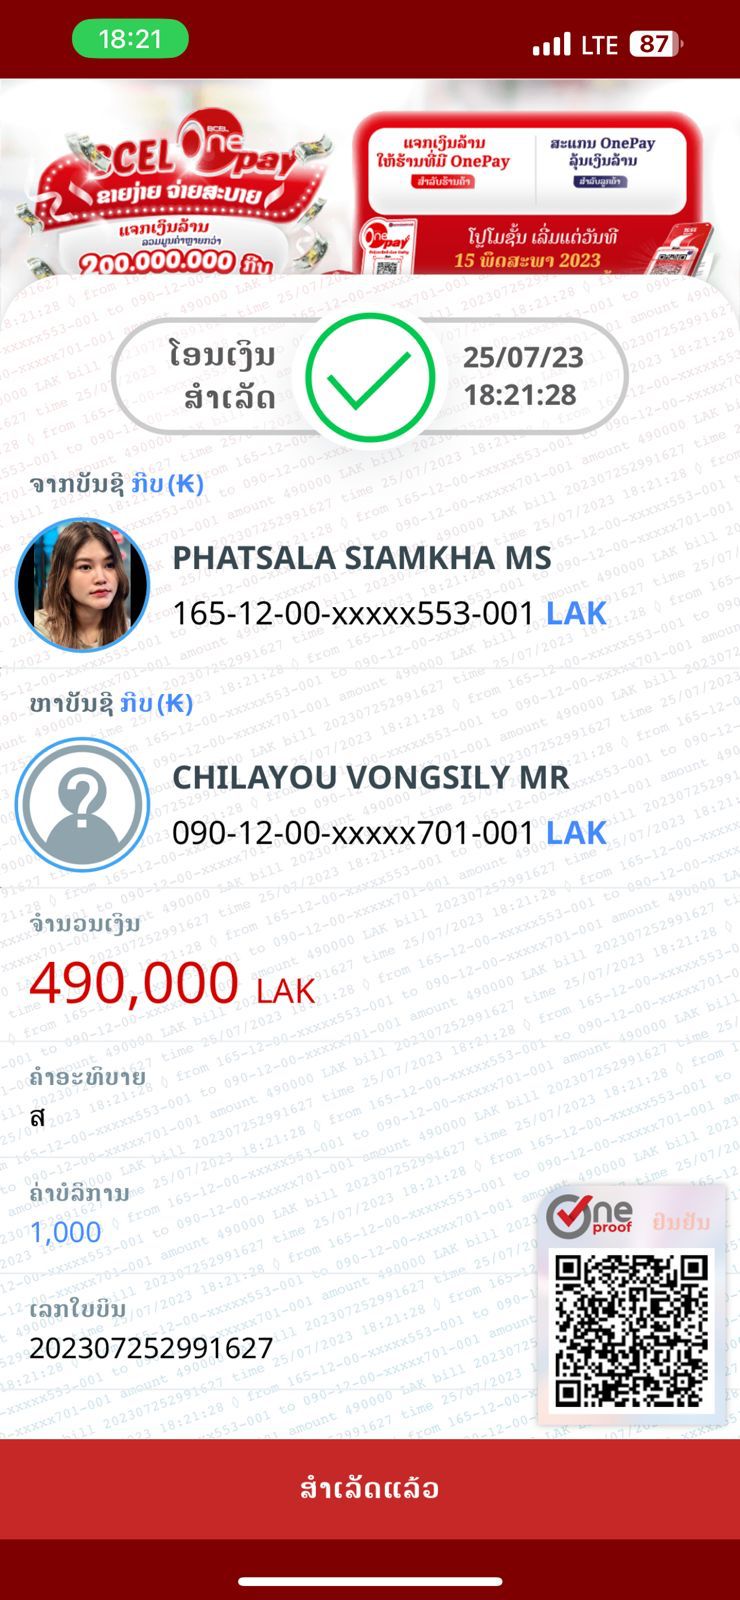 18:21
LTE 87
BCEL OnePay
ຂາຍງ່າຍ ຈ່າຍສະບາຍ
ແຈກເງິນລ້ານ
ລວມມູນຄ່າຫຼາຍກວ່າ
200.000.000 ກີບ
ແຈກເງິນລ້ານ
ໃຫ້ຮ້ານທີ່ມີ OnePay
ສຳລັບຮ້ານຄ້າ
ສະແກນ OnePay
ລຸ້ນເງິນລ້ານ
ສຳລັບລູກຄ້າ
ໂປຼໂມຊັ້ນ ເລີ່ມແຕ່ວັນທີ
15 ພຶດສະພາ 2023
ໂອນເງິນ
ສຳເລັດ
25/07/23
18:21:28
ຈາກບັນຊີ ກີບ(₭)
PHATSALA SIAMKHA MS
165-12-00-xxxxx553-001 LAK
ຫາບັນຊີ ກີບ(₭)
CHILAYOU VONGSILY MR
090-12-00-xxxxx701-001 LAK
ຈຳນວນເງິນ
490,000 LAK
ຄຳອະທິບາຍ
ສ
ຄ່າບໍລິການ
1,000
ເລກໃບບິນ
202307252991627
One proof ຢືນຢັນ
ສຳເລັດແລ້ວ